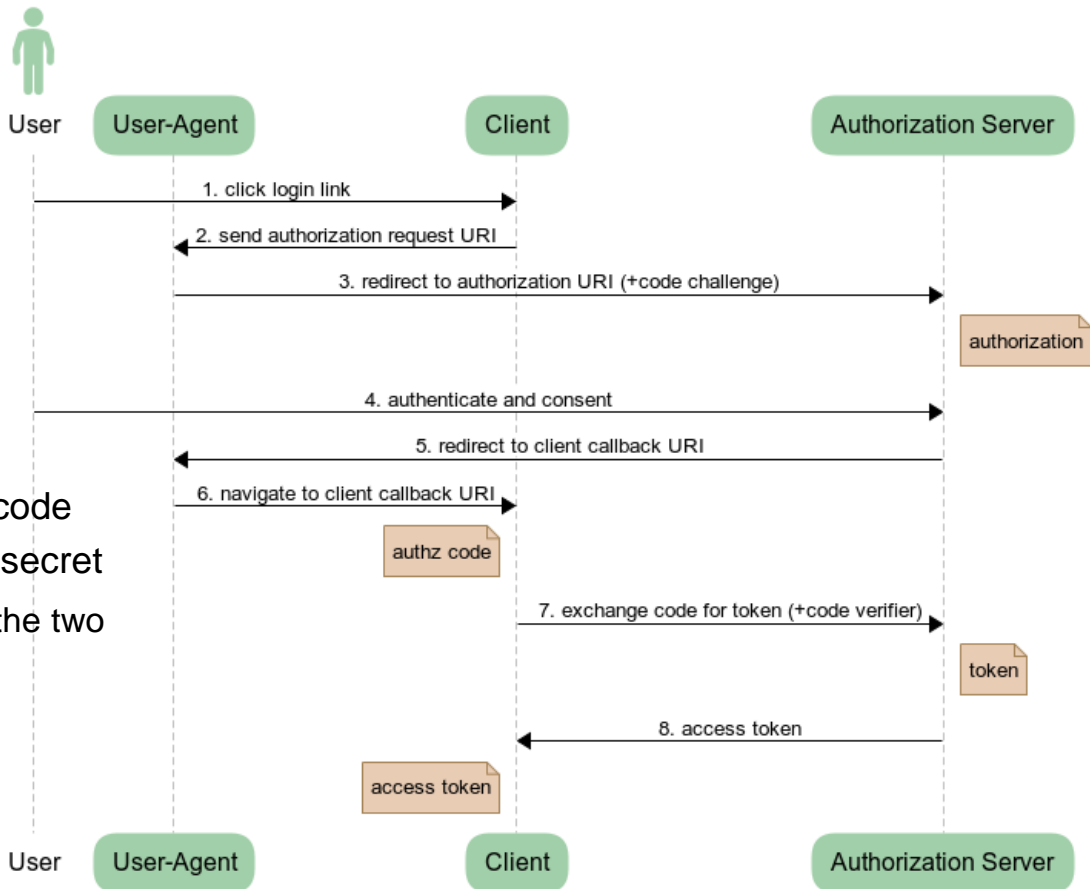 User
User-Agent
Client
Authorization Server
1. click login link
2. send authorization request URI
3. redirect to authorization URI (+code challenge)
authorization
4. authenticate and consent
5. redirect to client callback URI
6. navigate to client callback URI
code
authz code
secret
7. exchange code for token (+code verifier)
the two
token
8. access token
access token
User
User-Agent
Client
Authorization Server